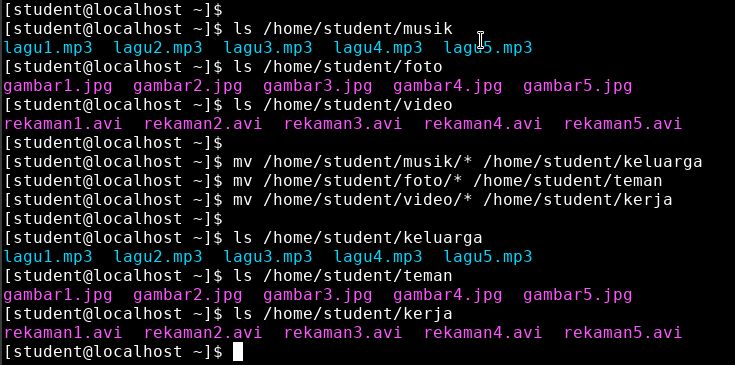 [student@localhost ~]$
[student@localhost ~]$ ls /home/student/musik
lagu1.mp3  lagu2.mp3  lagu3.mp3  lagu4.mp3  lagu5.mp3
[student@localhost ~]$ ls /home/student/foto
gambar1.jpg  gambar2.jpg  gambar3.jpg  gambar4.jpg  gambar5.jpg
[student@localhost ~]$ ls /home/student/video
rekaman1.avi  rekaman2.avi  rekaman3.avi  rekaman4.avi  rekaman5.avi
[student@localhost ~]$
[student@localhost ~]$ mv /home/student/musik/* /home/student/keluarga
[student@localhost ~]$ mv /home/student/foto/* /home/student/teman
[student@localhost ~]$ mv /home/student/video/* /home/student/kerja
[student@localhost ~]$
[student@localhost ~]$ ls /home/student/keluarga
lagu1.mp3  lagu2.mp3  lagu3.mp3  lagu4.mp3  lagu5.mp3
[student@localhost ~]$ ls /home/student/teman
gambar1.jpg  gambar2.jpg  gambar3.jpg  gambar4.jpg  gambar5.jpg
[student@localhost ~]$ ls /home/student/kerja
rekaman1.avi  rekaman2.avi  rekaman3.avi  rekaman4.avi  rekaman5.avi
[student@localhost ~]$